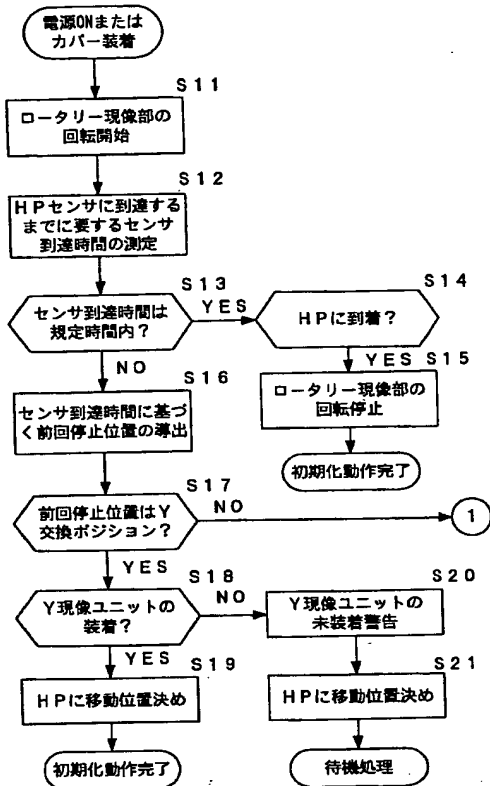 電源ONまたは
カバー装着
S11
ロータリー現像部の
回転開始
S12
HPセンサに到達する
までに要するセンサ
到達時間の測定
S13
センサ到達時間は
規定時間内?
YES
S14
HPに到着?
YES S15
ロータリー現像部の
回転停止
初期化動作完了
NO
S16
センサ到達時間に基づ
く前回停止位置の導出
S17
前回停止位置はY
交換ポジション?
NO
1
YES
S18
Y現像ユニットの
装着?
NO
S20
Y現像ユニットの
未装着警告
YES
S19
HPに移動位置決め
S21
HPに移動位置決め
初期化動作完了
待機処理